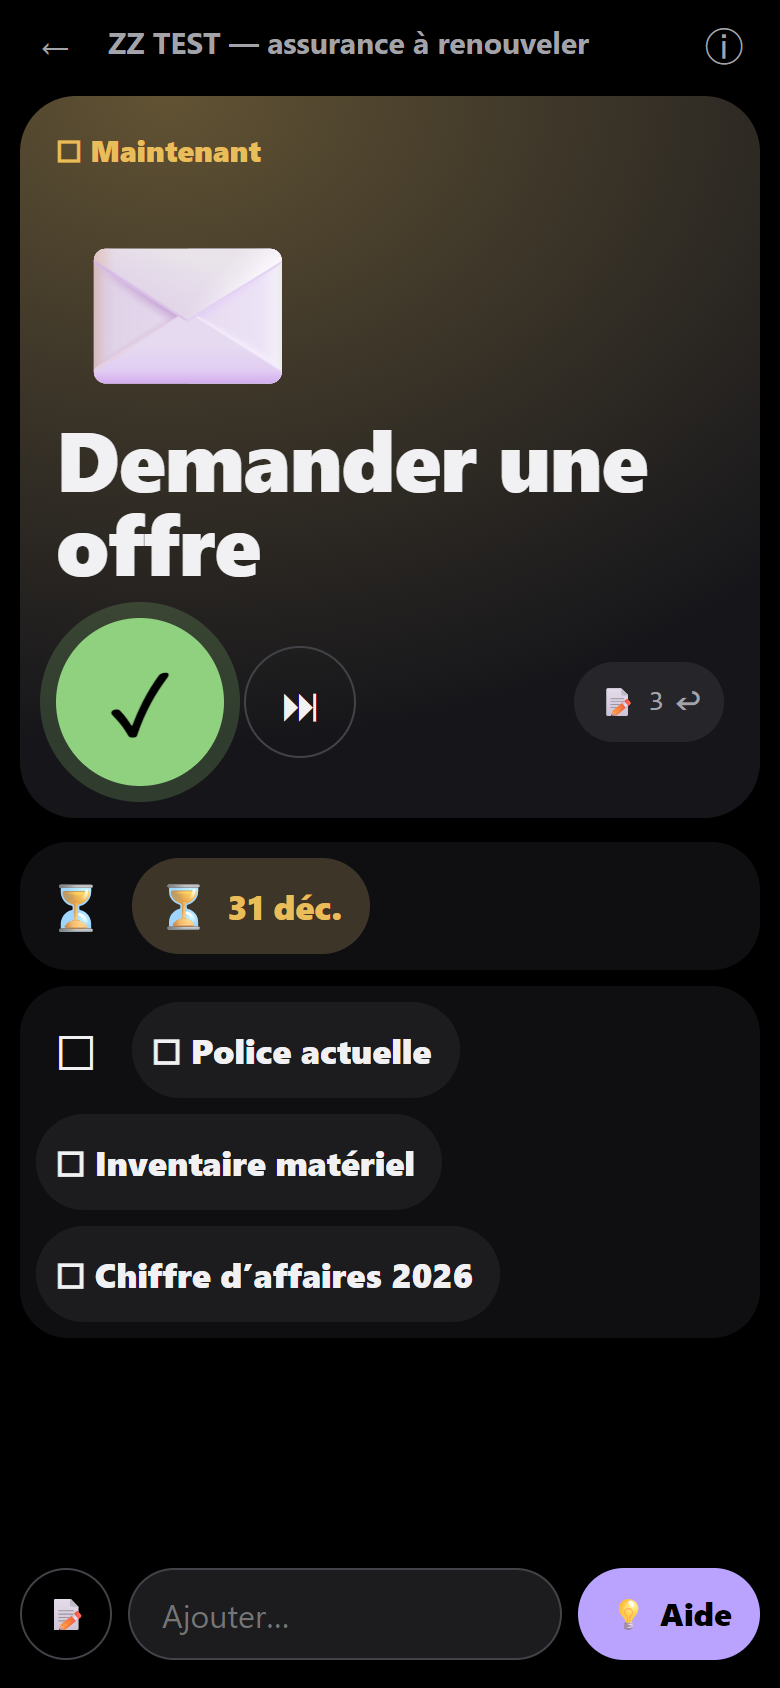 ZZ TEST — assurance à renouveler
Maintenant
Demander une
offre
3
31 déc.
Police actuelle
Inventaire matériel
Chiffre d’affaires 2026
Ajouter...
Aide